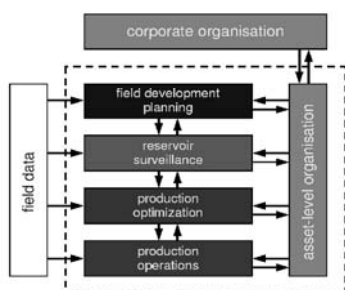 corporate organisation
field development
planning
reservoir
surveillance
production
optimization
production
operations
field data
asset-level organisation